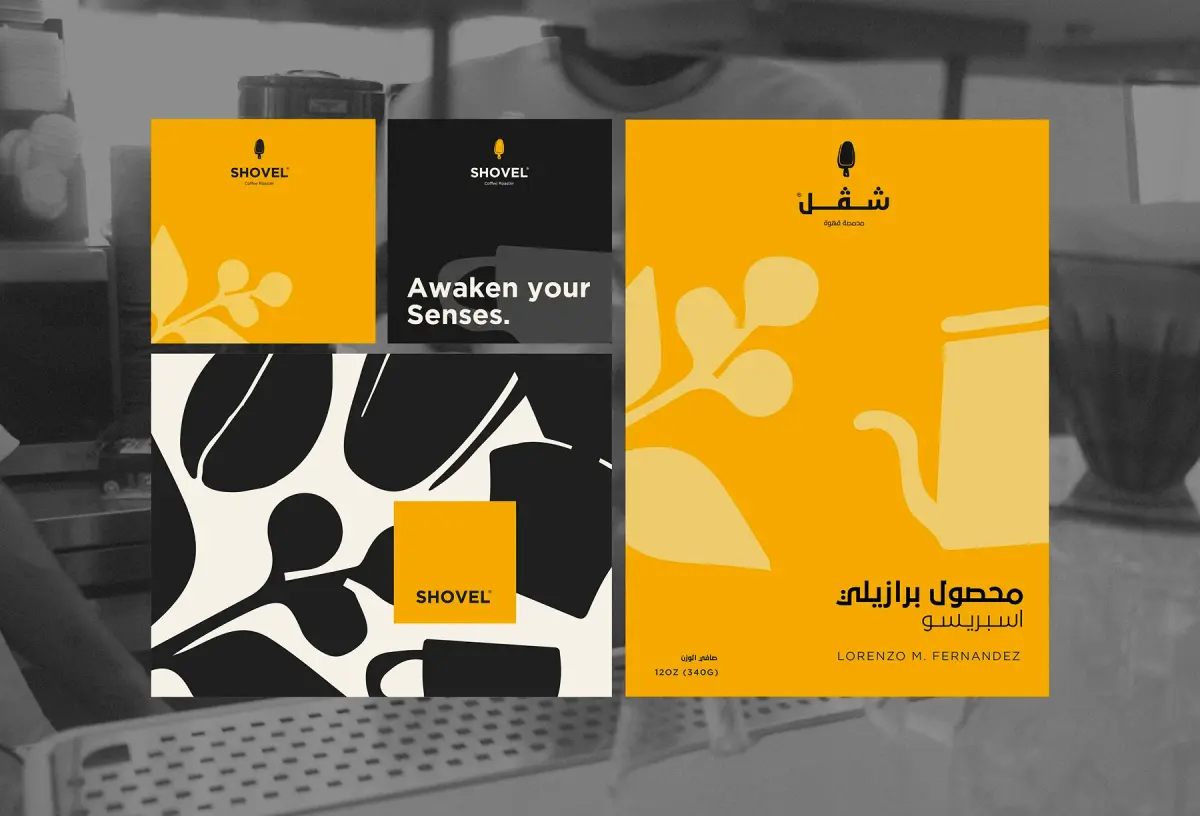 SHOVEL®
Coffee Roaster
SHOVEL®
Coffee Roaster
Awaken your
Senses.
SHOVEL®
شڤل®
محمصة قهوة
محصول برازيلي
اسبريسو
LORENZO M. FERNANDEZ
صافي الوزن
12OZ (340G)